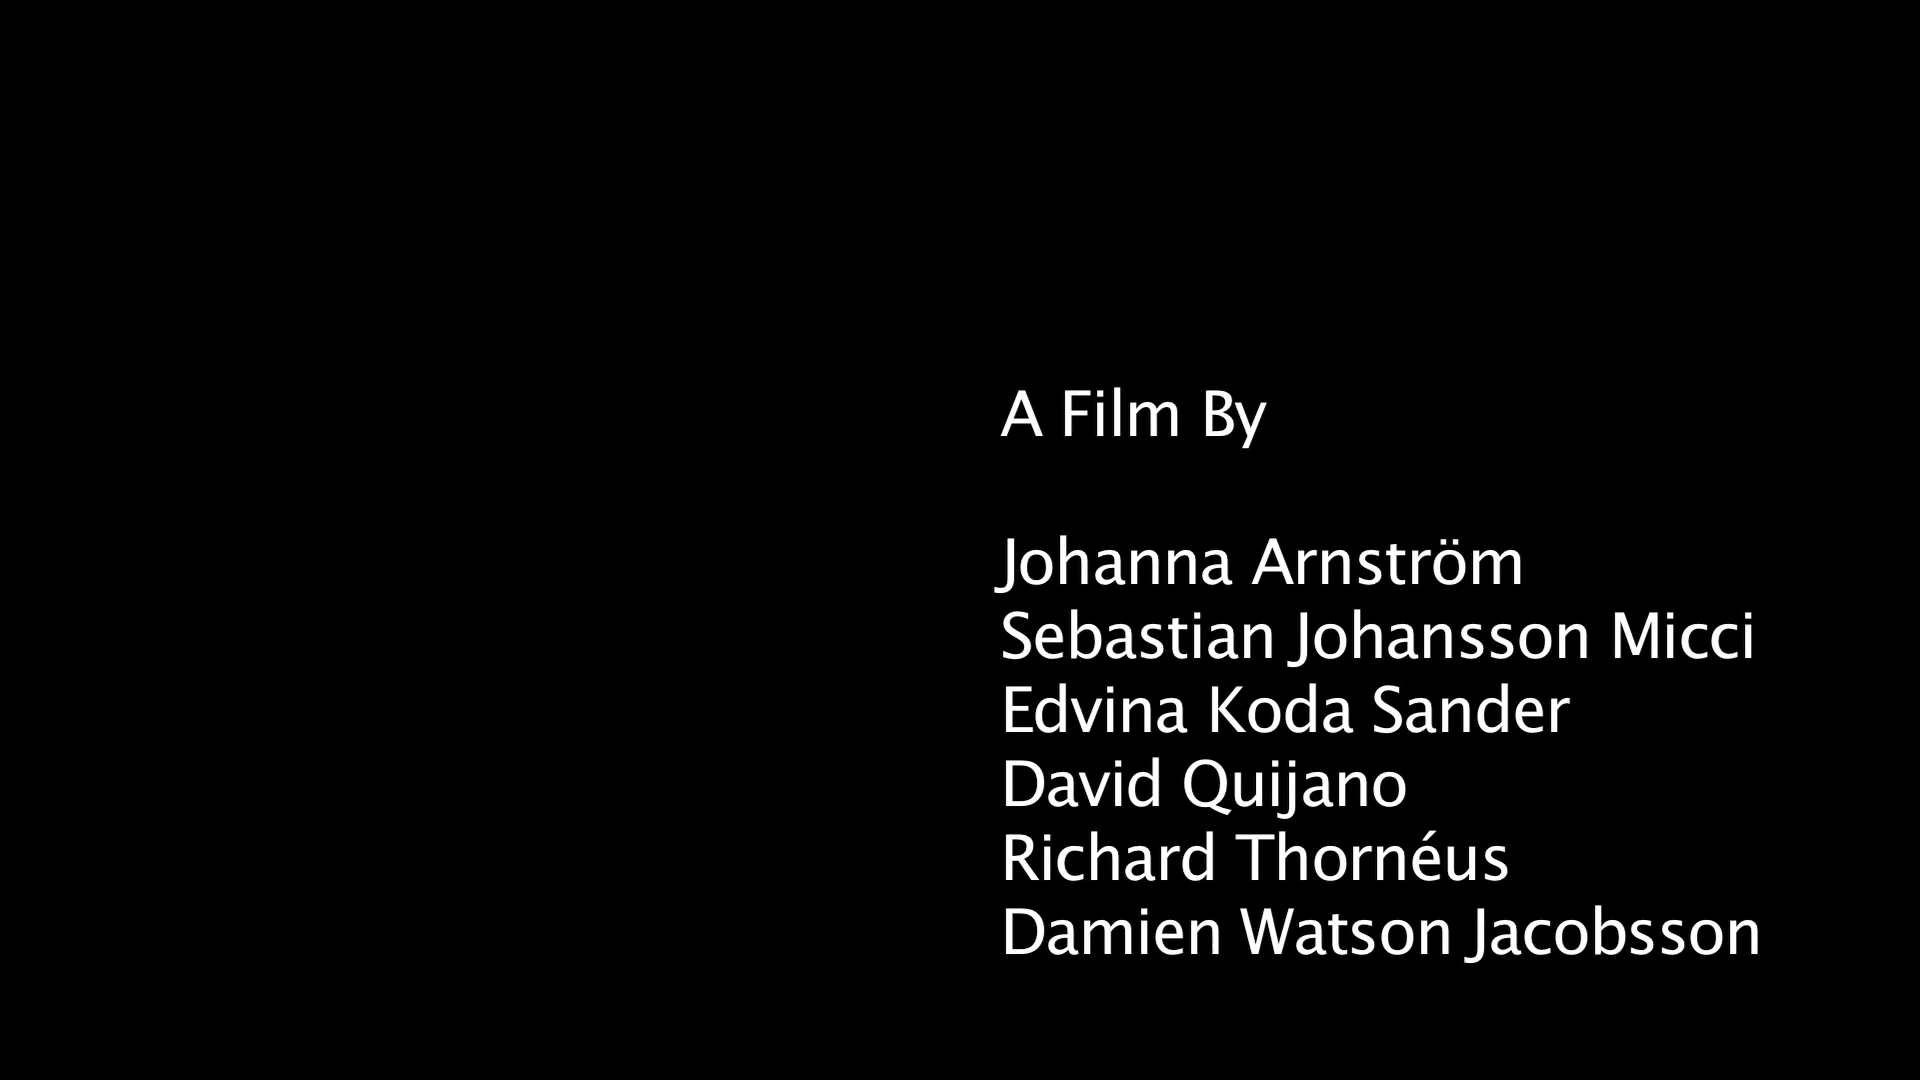 A Film By
Johanna Arnström
Sebastian Johansson Micci
Edvina Koda Sander
David Quijano
Richard Thornéus
Damien Watson Jacobsson